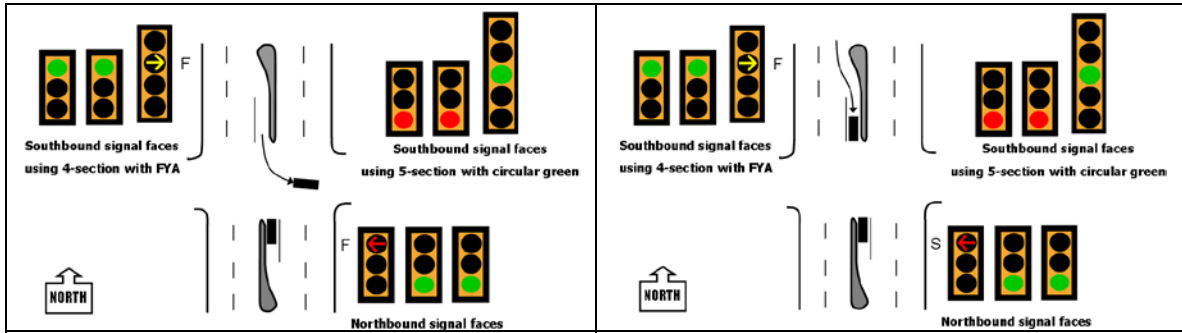 F
Southbound signal faces
using 4-section with FYA
Southbound signal faces
using 5-section with circular green
F
NORTH
Northbound signal faces
F
Southbound signal faces
using 4-section with FYA
Southbound signal faces
using 5-section with circular green
S
NORTH
Northbound signal faces